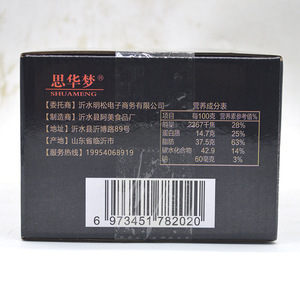 思华梦
SHUAMENG
【委托商】沂水明松电子商务有限公司
【制造商】沂水县阿美食品厂
【地址】沂水县沂博路89号
【产地】山东省临沂市
【服务热线】19954068919
营养成分表
项目 每100克 营养素参考值%
能量 2367千焦 28%
蛋白质 14.7克 25%
脂肪 37.5克 63%
碳水化合物 42.9 14%
钠 60毫克 3%
6 973451 782020